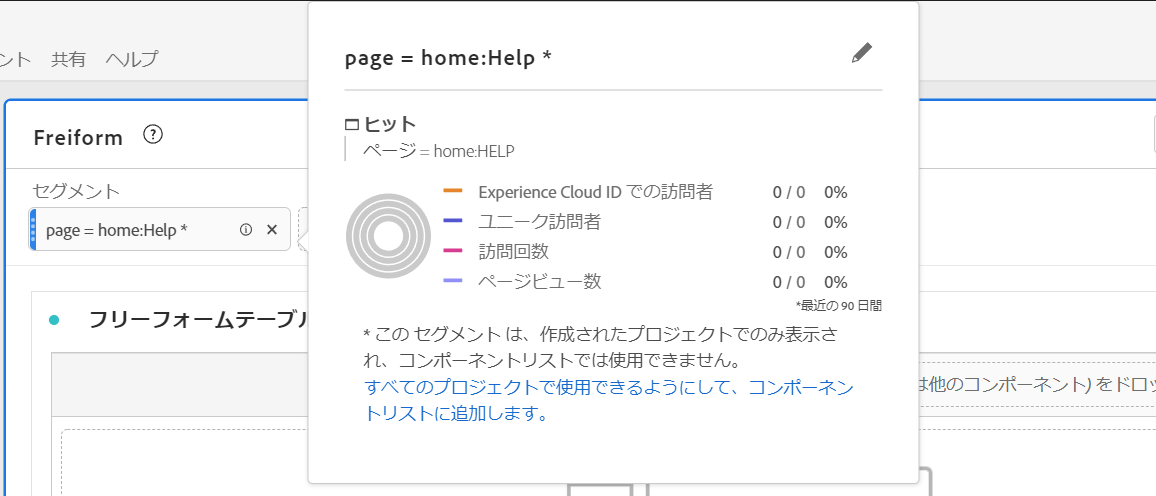 ント 共有 ヘルプ
page = home:Help *
Freiform ?
ヒット
ページ = home:HELP
セグメント
page = home:Help *
Experience Cloud ID での訪問者 0 / 0 0%
ユニーク訪問者 0 / 0 0%
訪問回数 0 / 0 0%
ページビュー数 0 / 0 0%
*最近の 90 日間
フリーフォームテーブル
* この セグメント は、作成されたプロジェクトでのみ表示さ
れ、コンポーネントリストでは使用できません。
すべてのプロジェクトで使用できるようにして、コンポーネン
トリストに追加します。
は他のコンポーネント) をドロッ